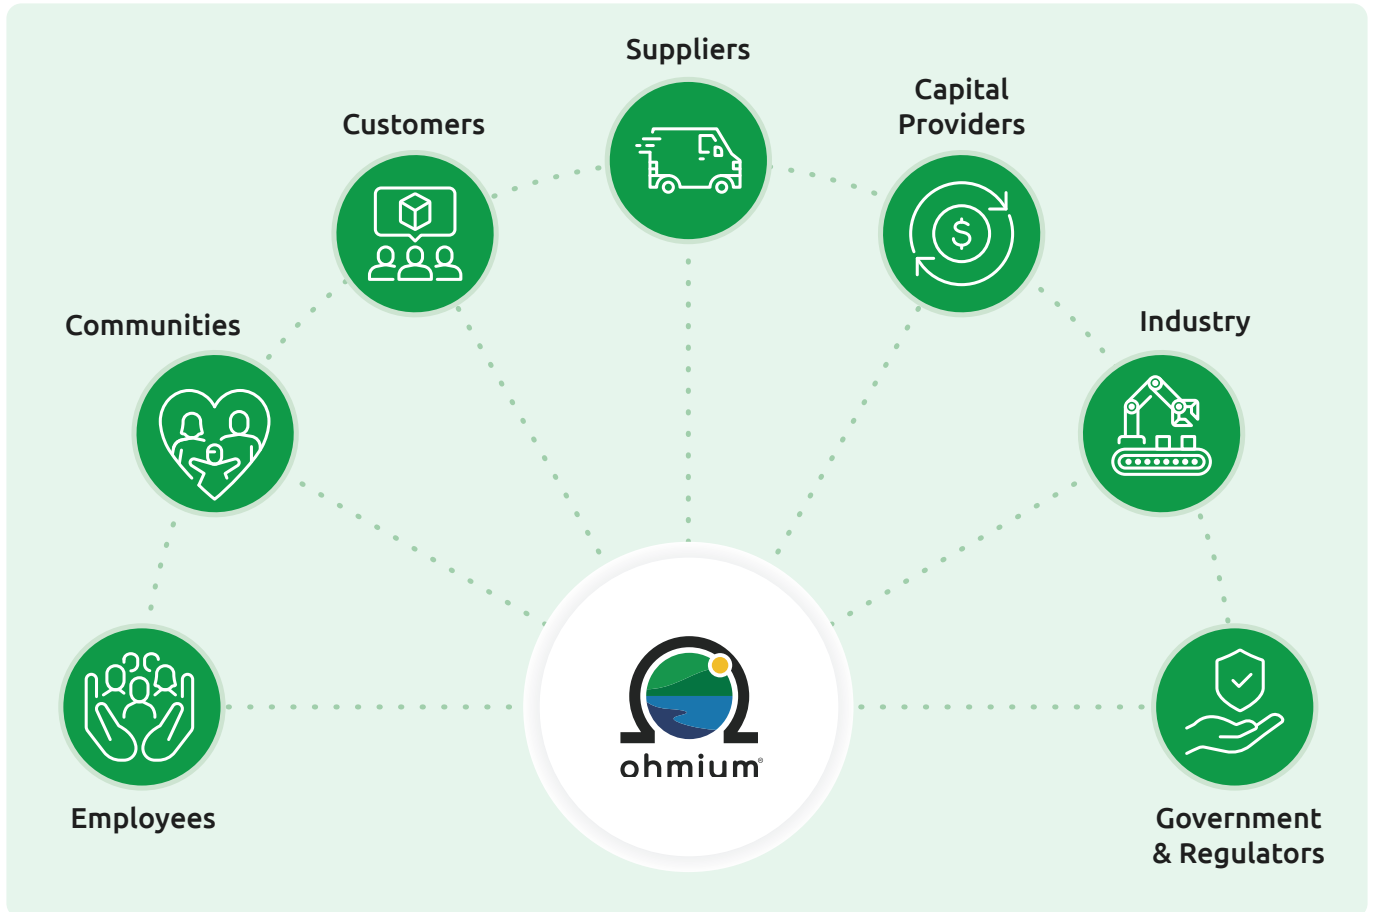 Suppliers
Capital
Providers
Customers
Industry
Communities
$
ohmium®
Employees
Government
& Regulators